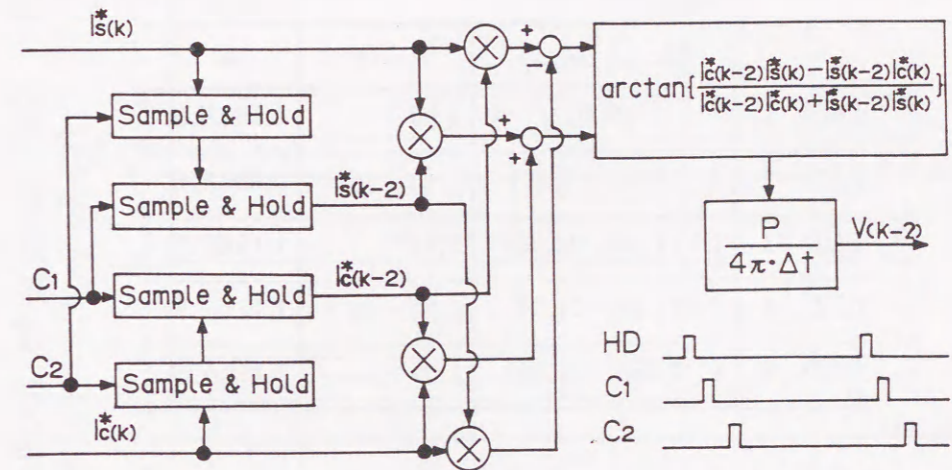 I*s(k)
Sample & Hold
Sample & Hold
I*s(k-2)
C1
Sample & Hold
I*c(k-2)
C2
Sample & Hold
I*c(k)
+
−
+
+
arctan{ I*c(k-2)I*s(k)−I*s(k-2)I*c(k) / I*c(k-2)I*c(k)+I*s(k-2)I*s(k) }
P
4π·Δt
V(k-2)
HD
C1
C2